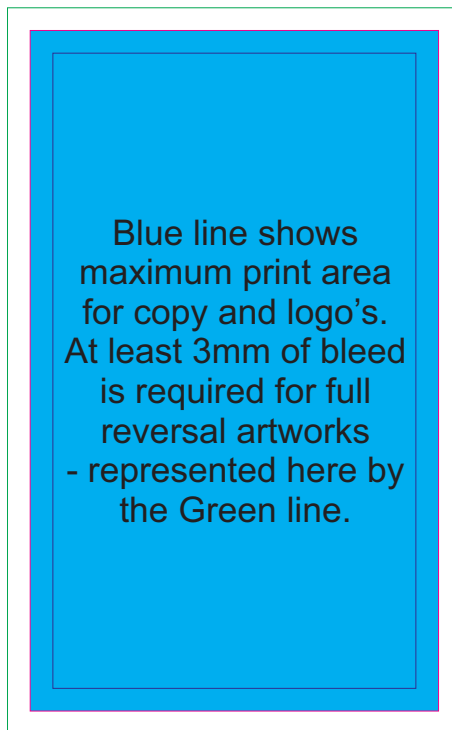 Blue line shows
maximum print area
for copy and logo’s.
At least 3mm of bleed
is required for full
reversal artworks
- represented here by
the Green line.